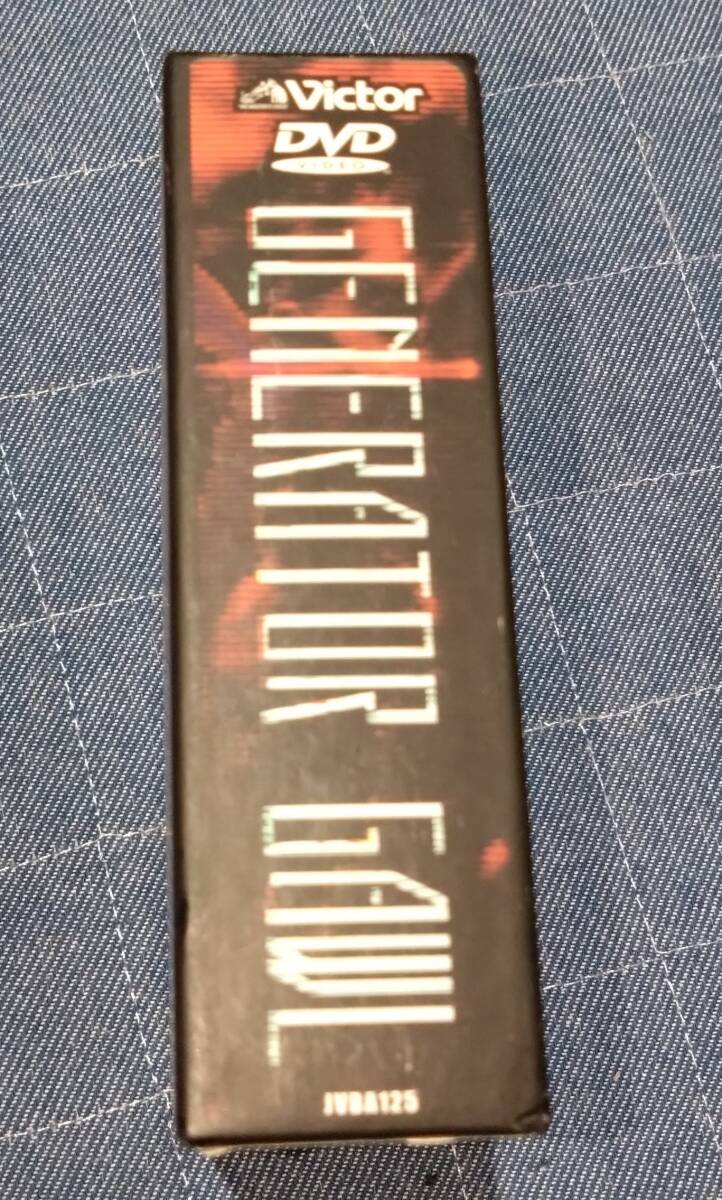 Victor
DVD
VIDEO
GENERATOR GAWL
JVBA125